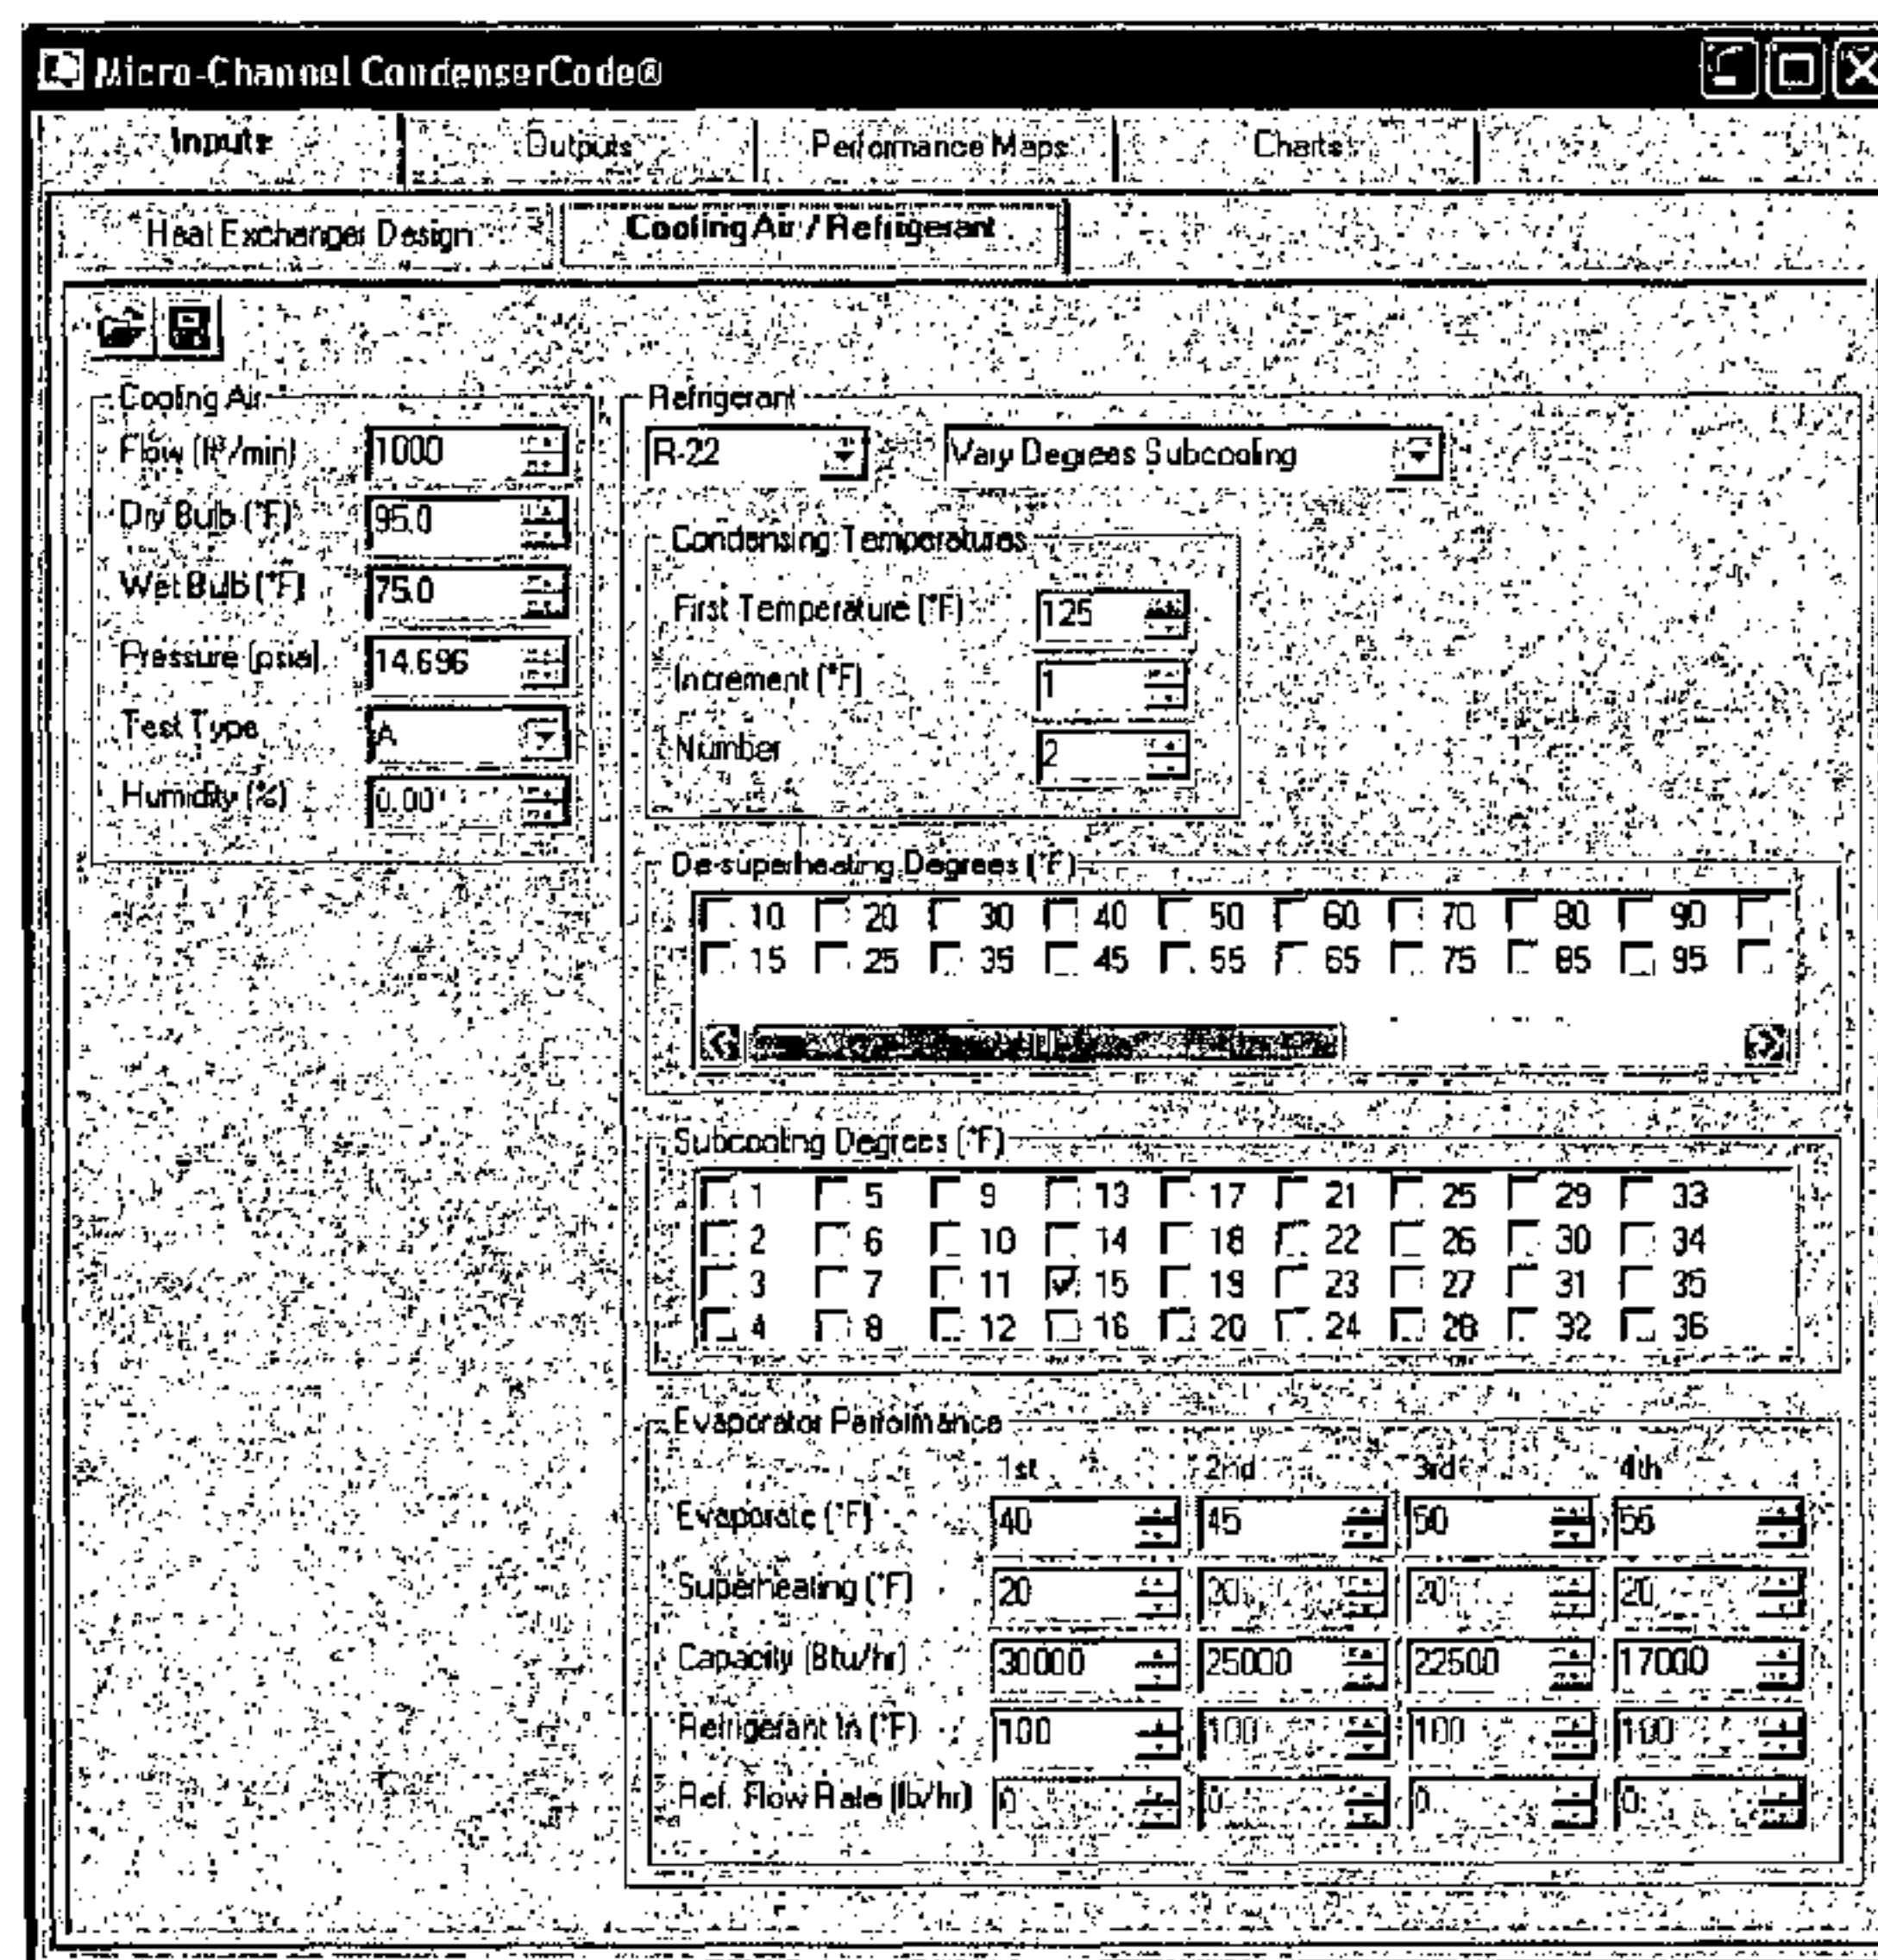 Micro-Channel CondenserCode®
Inputs Outputs Performance Maps Charts
Heat Exchanger Design Cooling Air / Refrigerant
Cooling Air
Flow (ft³/min) 1000
Dry Bulb (°F) 95.0
Wet Bulb (°F) 75.0
Pressure (psia) 14.696
Test Type A
Humidity (%) 0.00
Refrigerant
R-22 Vary Degrees Subcooling
Condensing Temperatures
First Temperature (°F) 125
Increment (°F) 1
Number 2
De-superheating Degrees (°F)
10 20 30 40 50 60 70 80 90
15 25 35 45 55 65 75 85 95
Subcooling Degrees (°F)
1 5 9 13 17 21 25 29 33
2 6 10 14 18 22 26 30 34
3 7 11 15 19 23 27 31 35
4 8 12 16 20 24 28 32 36
Evaporator Performance
1st 2nd 3rd 4th
Evaporate (°F) 40 45 50 55
Superheating (°F) 20 20 20 20
Capacity (Btu/hr) 30000 25000 22500 17000
Refrigerant In (°F) 100 100 100 100
Ref. Flow Rate (lb/hr) 0 0 0 0